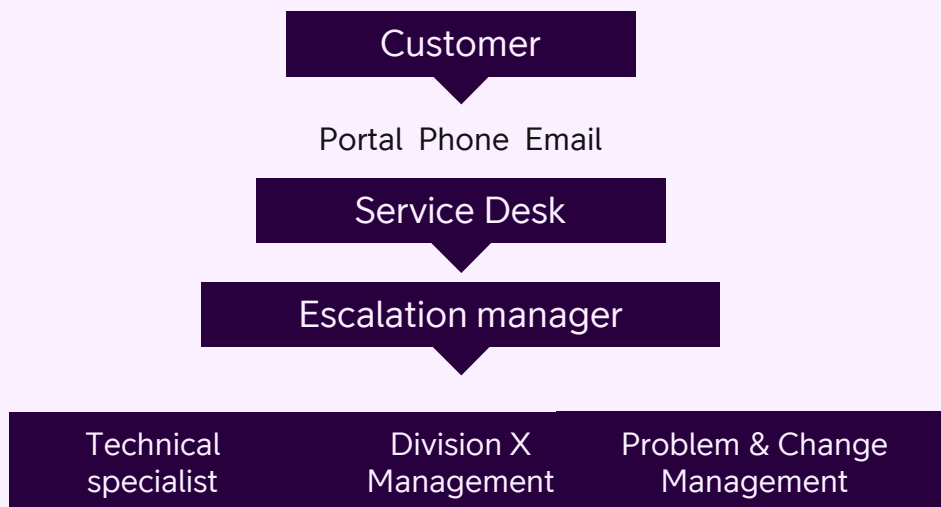 Customer
Portal Phone Email
Service Desk
Escalation manager
Technical
specialist
Division X
Management
Problem & Change
Management